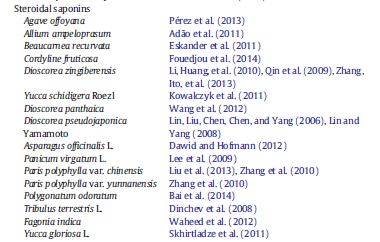 Steroidal saponins
Agave offoyana Pérez et al. (2013)
Allium ampeloprasum Adão et al. (2011)
Beaucarnea recurvata Eskander et al. (2011)
Cordyline fruticosa Fouedjou et al. (2014)
Dioscorea zingiberensis Li, Huang, et al. (2010), Qin et al. (2009), Zhang,
Ito, et al. (2013)
Yucca schidigera Roezl Kowalczyk et al. (2011)
Dioscorea panthaica Wang et al. (2012)
Dioscorea pseudojaponica Lin, Liu, Chen, Chen, and Yang (2006), Lin and
Yamamoto Yang (2008)
Asparagus officinalis L. Dawid and Hofmann (2012)
Panicum virgatum L. Lee et al. (2009)
Paris polyphylla var. chinensis Liu et al. (2013), Zhang et al. (2010)
Paris polyphylla var. yunnanensis Zhang et al. (2010)
Polygonatum odoratum Bai et al. (2014)
Tribulus terrestris L. Dinchev et al. (2008)
Fagonia indica Waheed et al. (2012)
Yucca gloriosa L. Skhirtladze et al. (2011)